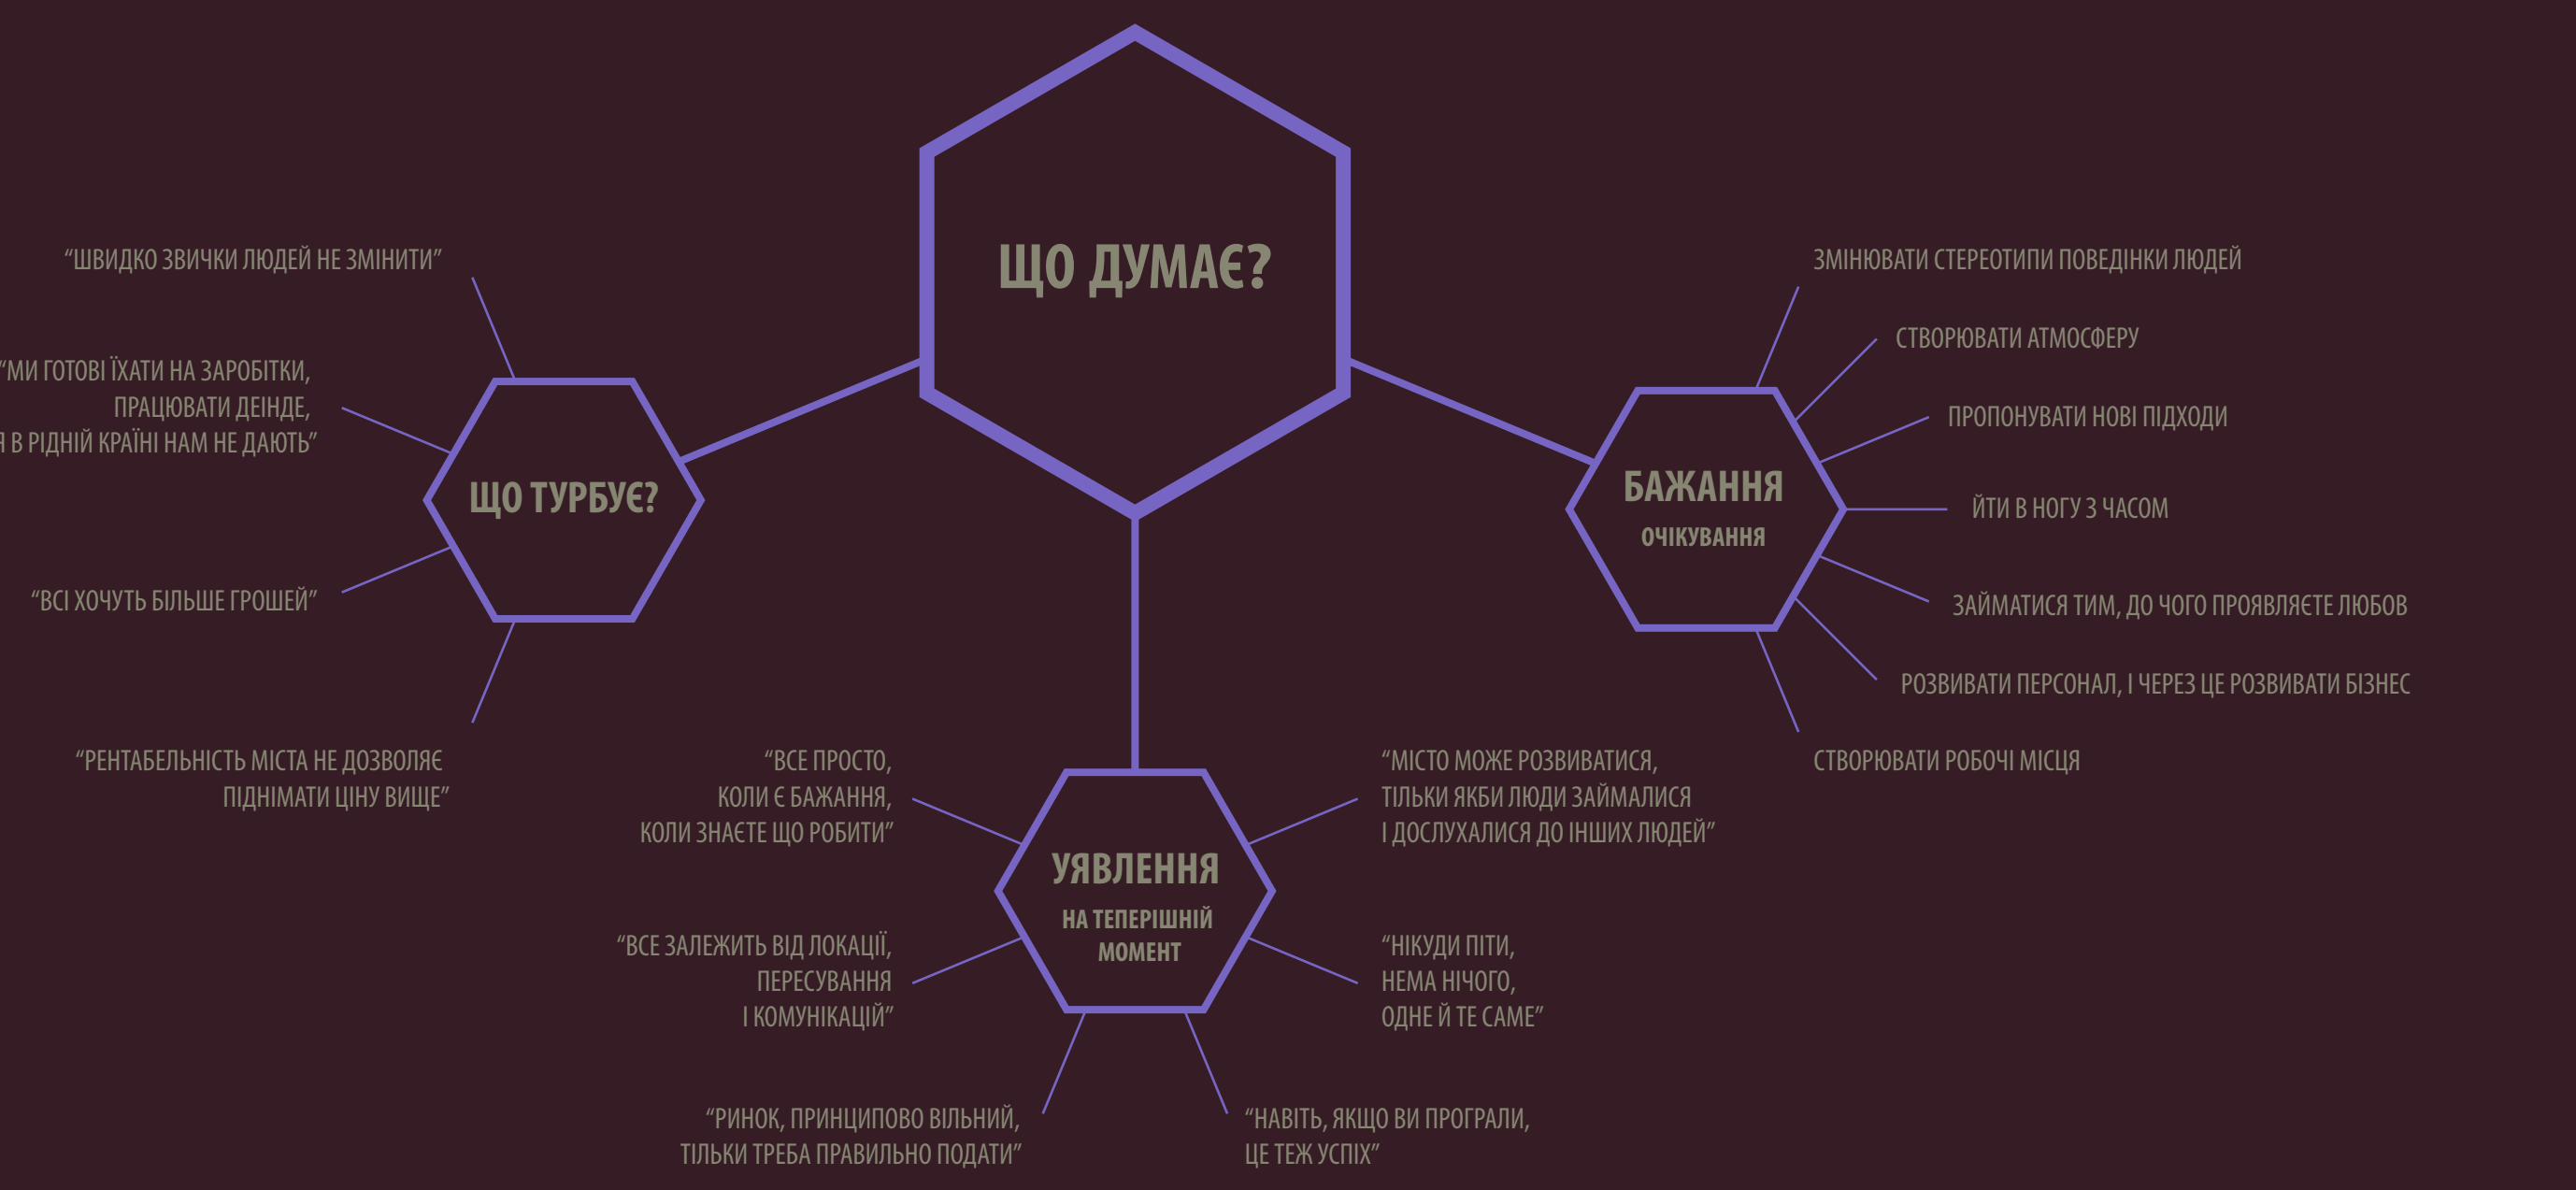 ЩО ДУМАЄ?
ЩО ТУРБУЄ?
“ШВИДКО ЗВИЧКИ ЛЮДЕЙ НЕ ЗМІНИТИ”
“МИ ГОТОВІ ЇХАТИ НА ЗАРОБІТКИ,
ПРАЦЮВАТИ ДЕІНДЕ,
В РІДНІЙ КРАЇНІ НАМ НЕ ДАЮТЬ”
“ВСІ ХОЧУТЬ БІЛЬШЕ ГРОШЕЙ”
“РЕНТАБЕЛЬНІСТЬ МІСТА НЕ ДОЗВОЛЯЄ
ПІДНІМАТИ ЦІНУ ВИЩЕ”
УЯВЛЕННЯ
НА ТЕПЕРІШНІЙ
МОМЕНТ
“ВСЕ ПРОСТО,
КОЛИ Є БАЖАННЯ,
КОЛИ ЗНАЄТЕ ЩО РОБИТИ”
“ВСЕ ЗАЛЕЖИТЬ ВІД ЛОКАЦІЇ,
ПЕРЕСУВАННЯ
І КОМУНІКАЦІЙ”
“РИНОК, ПРИНЦИПОВО ВІЛЬНИЙ,
ТІЛЬКИ ТРЕБА ПРАВИЛЬНО ПОДАТИ”
“МІСТО МОЖЕ РОЗВИВАТИСЯ,
ТІЛЬКИ ЯКБИ ЛЮДИ ЗАЙМАЛИСЯ
І ДОСЛУХАЛИСЯ ДО ІНШИХ ЛЮДЕЙ”
“НІКУДИ ПІТИ,
НЕМА НІЧОГО,
ОДНЕ Й ТЕ САМЕ”
“НАВІТЬ, ЯКЩО ВИ ПРОГРАЛИ,
ЦЕ ТЕЖ УСПІХ”
БАЖАННЯ
ОЧІКУВАННЯ
ЗМІНЮВАТИ СТЕРЕОТИПИ ПОВЕДІНКИ ЛЮДЕЙ
СТВОРЮВАТИ АТМОСФЕРУ
ПРОПОНУВАТИ НОВІ ПІДХОДИ
ЙТИ В НОГУ З ЧАСОМ
ЗАЙМАТИСЯ ТИМ, ДО ЧОГО ПРОЯВЛЯЄТЕ ЛЮБОВ
РОЗВИВАТИ ПЕРСОНАЛ, І ЧЕРЕЗ ЦЕ РОЗВИВАТИ БІЗНЕС
СТВОРЮВАТИ РОБОЧІ МІСЦЯ